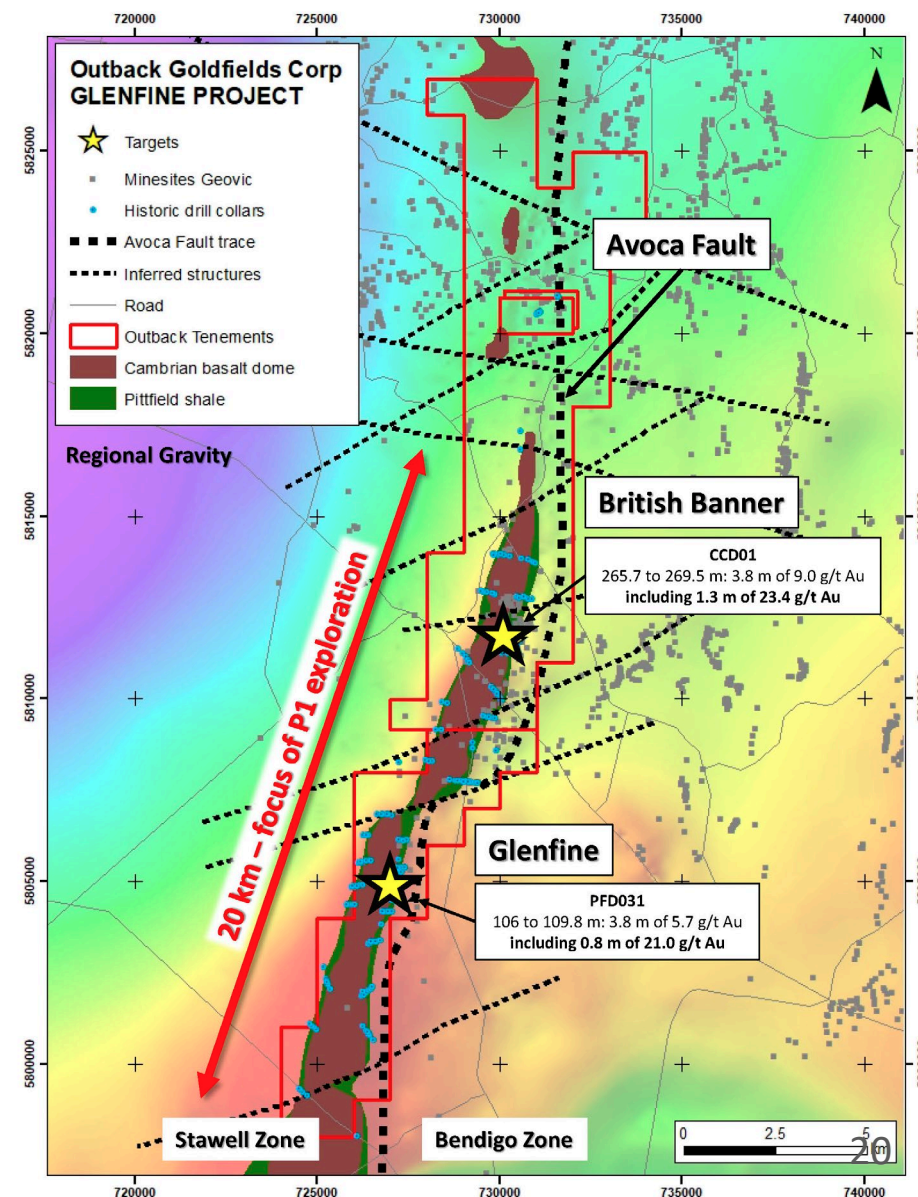 720000 725000 730000 735000 740000
Outback Goldfields Corp
GLENFINE PROJECT
Targets
Minesites Geovic
Historic drill collars
Avoca Fault trace
Inferred structures
Road
Outback Tenements
Cambrian basalt dome
Pittfield shale
N
5825000
Avoca Fault
5820000
Regional Gravity
British Banner
5815000
CCD01
265.7 to 269.5 m: 3.8 m of 9.0 g/t Au
including 1.3 m of 23.4 g/t Au
20 km – focus of P1 exploration
5810000
Glenfine
5805000
PFD031
106 to 109.8 m: 3.8 m of 5.7 g/t Au
including 0.8 m of 21.0 g/t Au
5800000
Stawell Zone
Bendigo Zone
0 2.5 5
km
20
720000 725000 730000 735000 740000